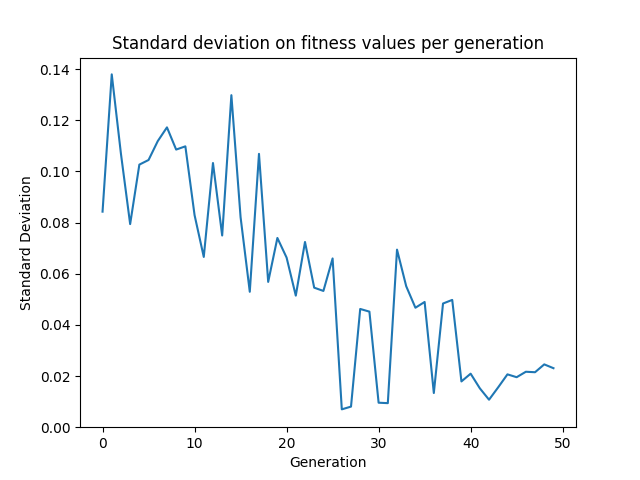 Standard deviation on fitness values per generation
0.14
0.12
0.10
0.08
0.06
0.04
0.02
0.00
Standard Deviation
0 10 20 30 40 50
Generation